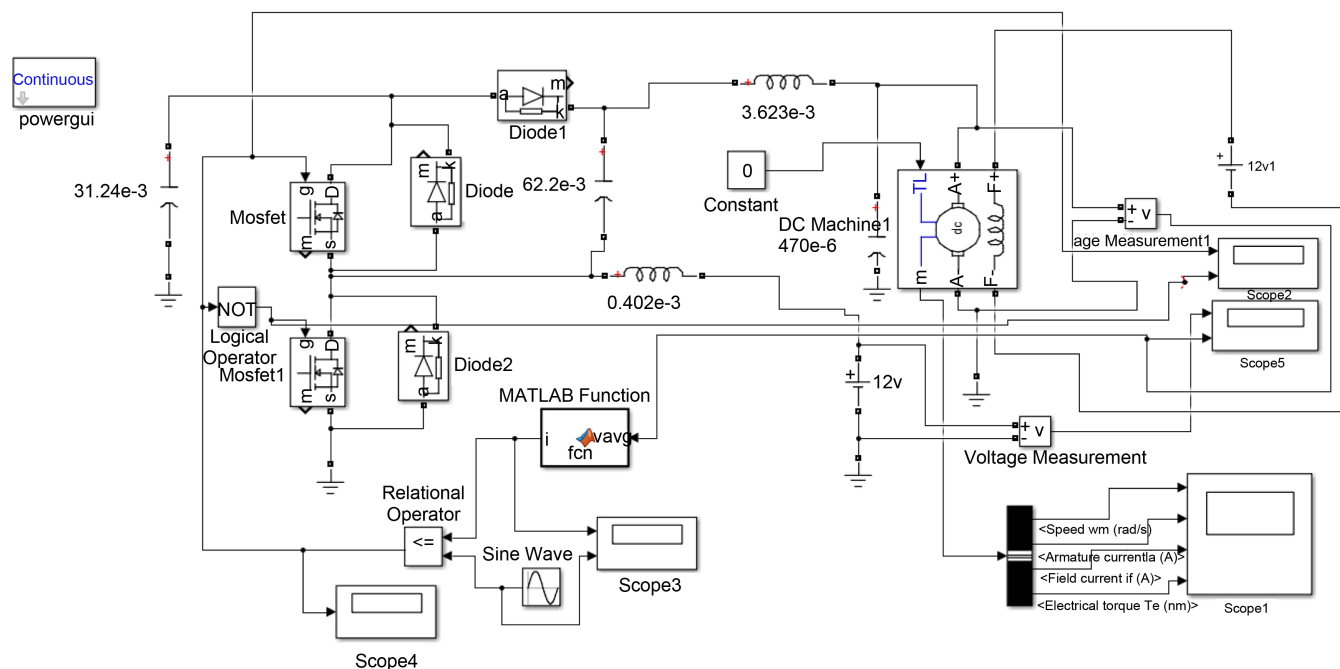 Continuous
powergui
31.24e-3
g
D
m
s
Mosfet
m
k
a
Diode
a
m
k
Diode1
62.2e-3
3.623e-3
0
Constant
TL
A+
F+
dc
m
A-
F-
DC Machine1
470e-6
12v1
+
-
v
age Measurement1
Scope2
Scope5
0.402e-3
NOT
Logical
Operator
g
D
m
s
Mosfet1
m
k
a
Diode2
12v
MATLAB Function
i
vavg
fcn
+
-
v
Voltage Measurement
Relational
Operator
<=
Sine Wave
Scope3
Scope4
<Speed wm (rad/s)
<Armature currentIa (A)>
<Field current if (A)>
<Electrical torque Te (nm)>
Scope1